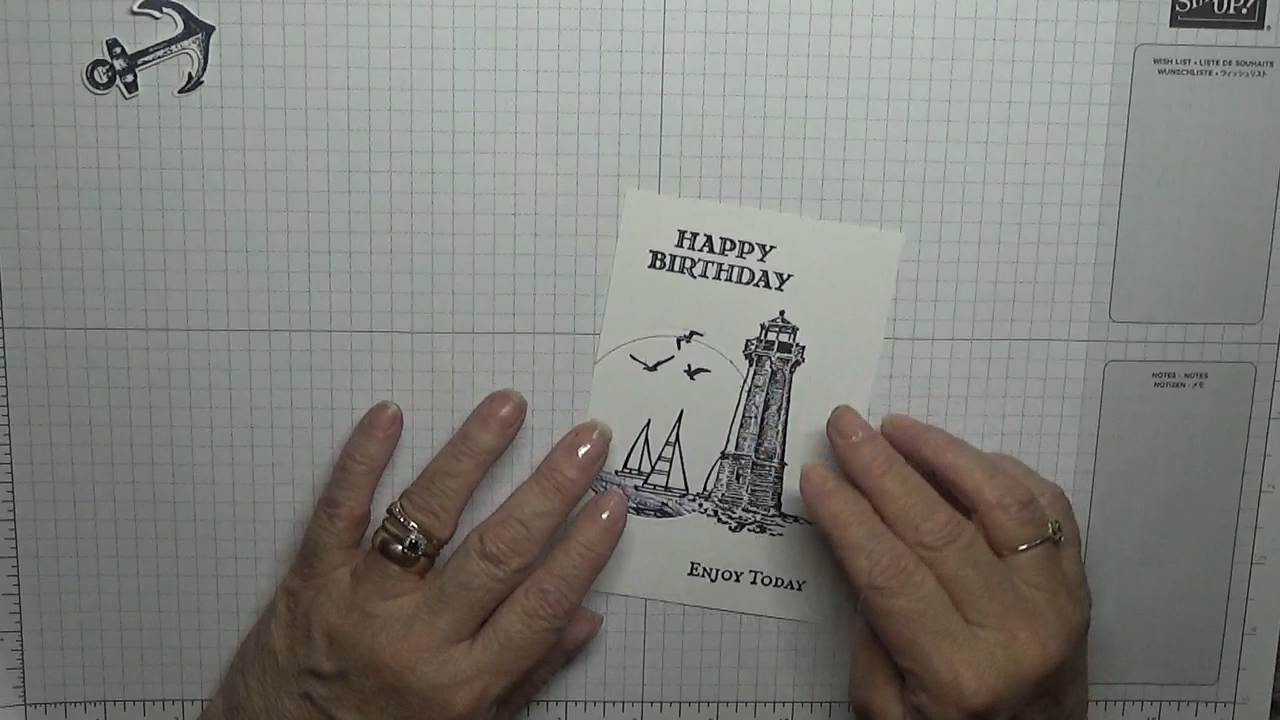 UP!
WISH LIST • LISTE DE SOUHAITS
WUNSCHLISTE • ウィッシュリスト
HAPPY
BIRTHDAY
NOTES • NOTES
NOTIZEN • メモ
ENJOY TODAY